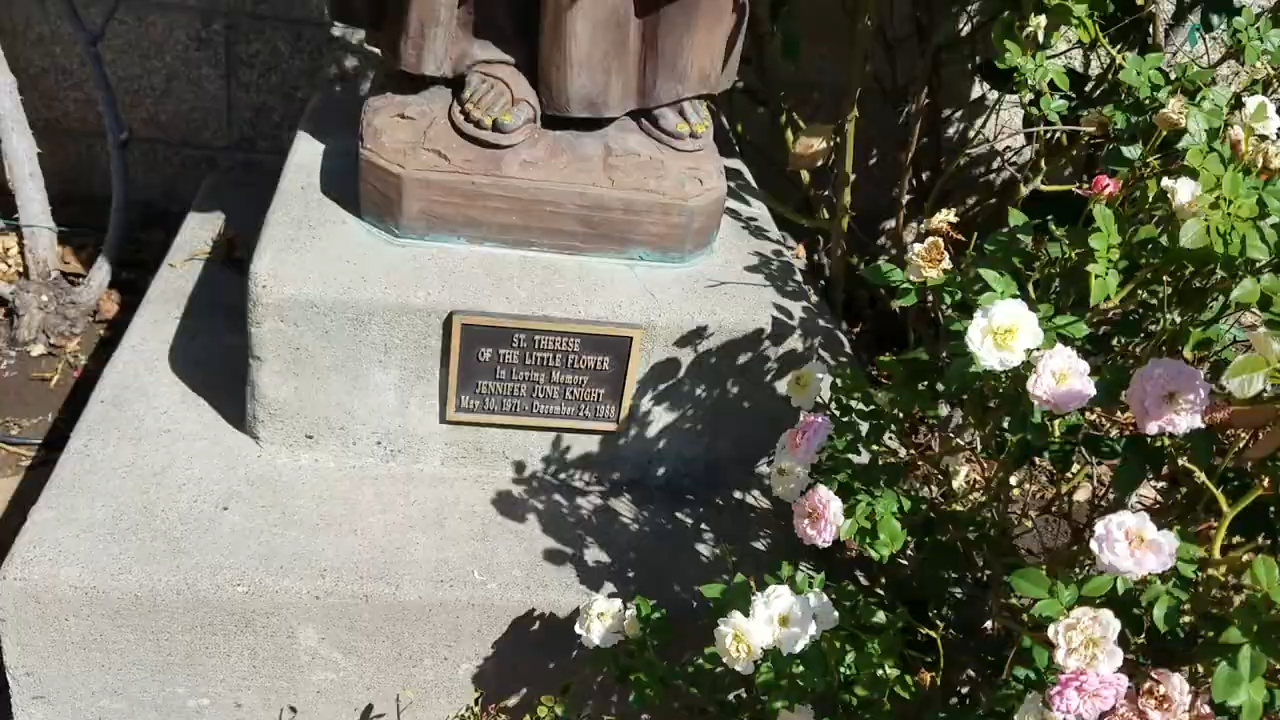 ST. THERESE
OF THE LITTLE FLOWER
In Loving Memory
JENNIFER JUNE KNIGHT
May 30, 1971 - December 24, 1988